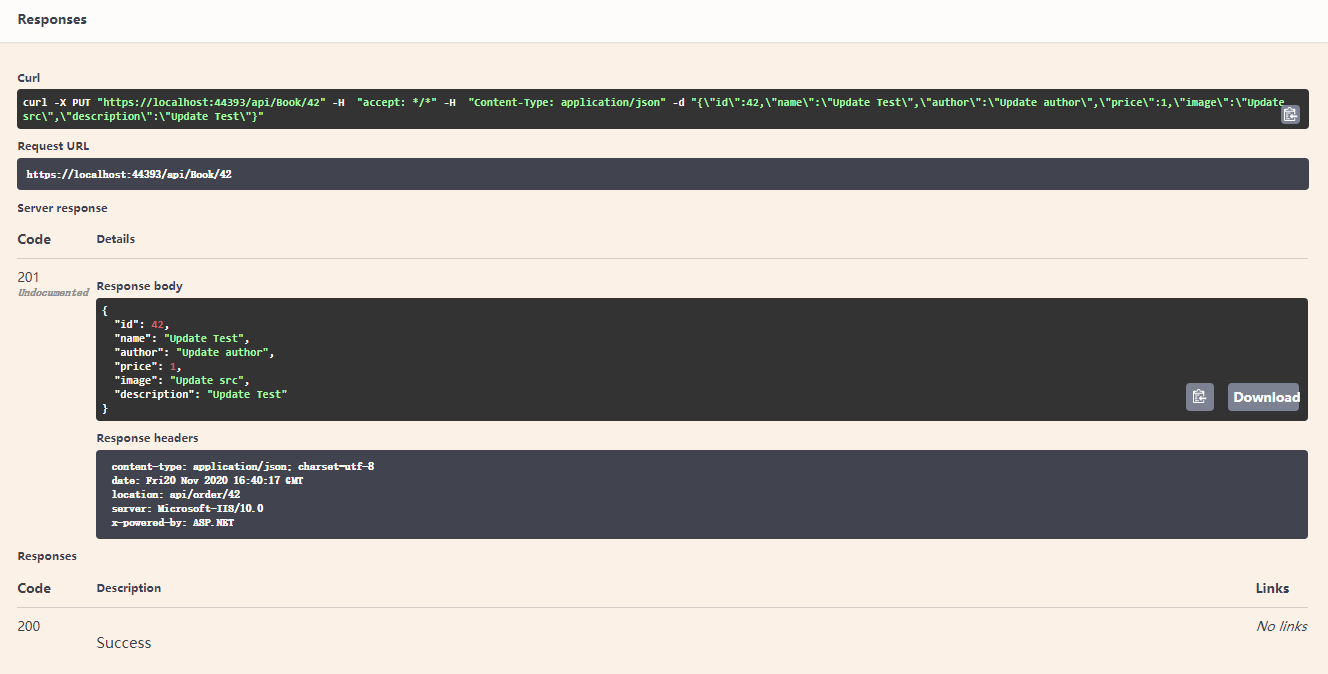 Responses
Curl
curl -X PUT "https://localhost:44393/api/Book/42" -H  "accept: */*" -H  "Content-Type: application/json" -d "{\"id\":42,\"name\":\"Update Test\",\"author\":\"Update author\",\"price\":1,\"image\":\"Update
src\",\"description\":\"Update Test\"}"
Request URL
https://localhost:44393/api/Book/42
Server response
Code Details
201
Undocumented
Response body
{
  "id": 42,
  "name": "Update Test",
  "author": "Update author",
  "price": 1,
  "image": "Update src",
  "description": "Update Test"
}
Download
Response headers
content-type: application/json; charset=utf-8
date: Fri20 Nov 2020 16:40:17 GMT
location: api/order/42
server: Microsoft-IIS/10.0
x-powered-by: ASP.NET
Responses
Code Description Links
200 No links
Success